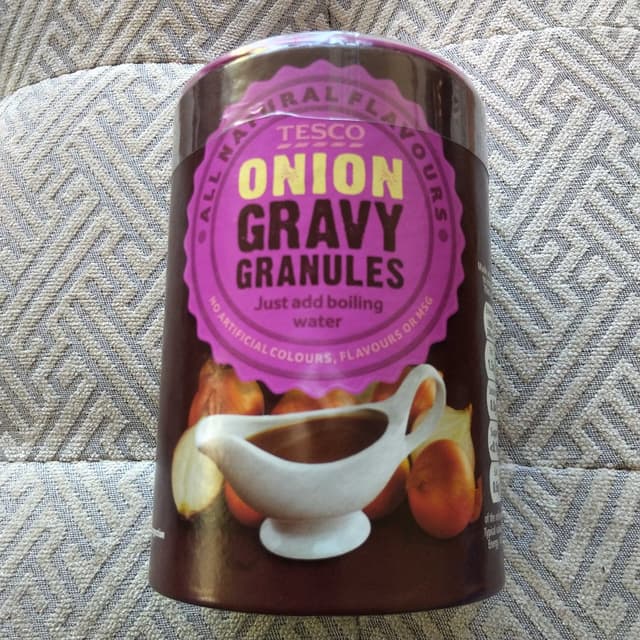 ALL NATURAL FLAVOURS
TESCO
ONION
GRAVY
GRANULES
Just add boiling
water
NO ARTIFICIAL COLOURS, FLAVOURS OR MSG